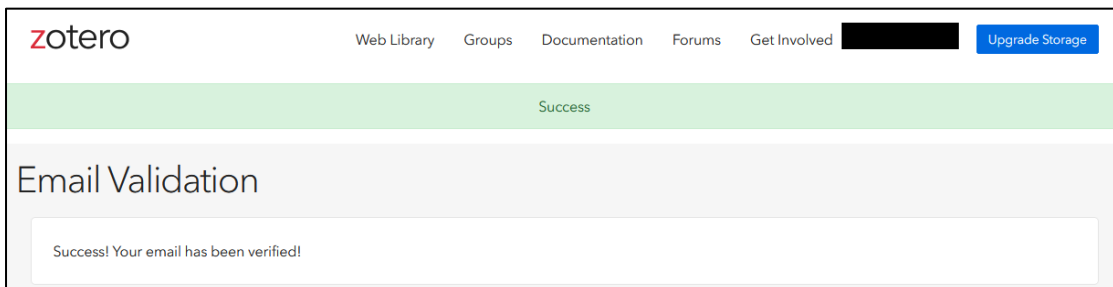 zotero Web Library Groups Documentation Forums Get Involved Upgrade Storage
Success
Email Validation
Success! Your email has been verified!